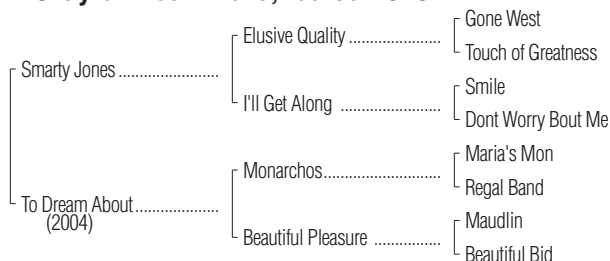 Elusive Quality
Gone West
Touch of Greatness
Smarty Jones
I'll Get Along
Smile
Dont Worry Bout Me
Monarchos
Maria's Mon
Regal Band
To Dream About
(2004)
Beautiful Pleasure
Maudlin
Beautiful Bid